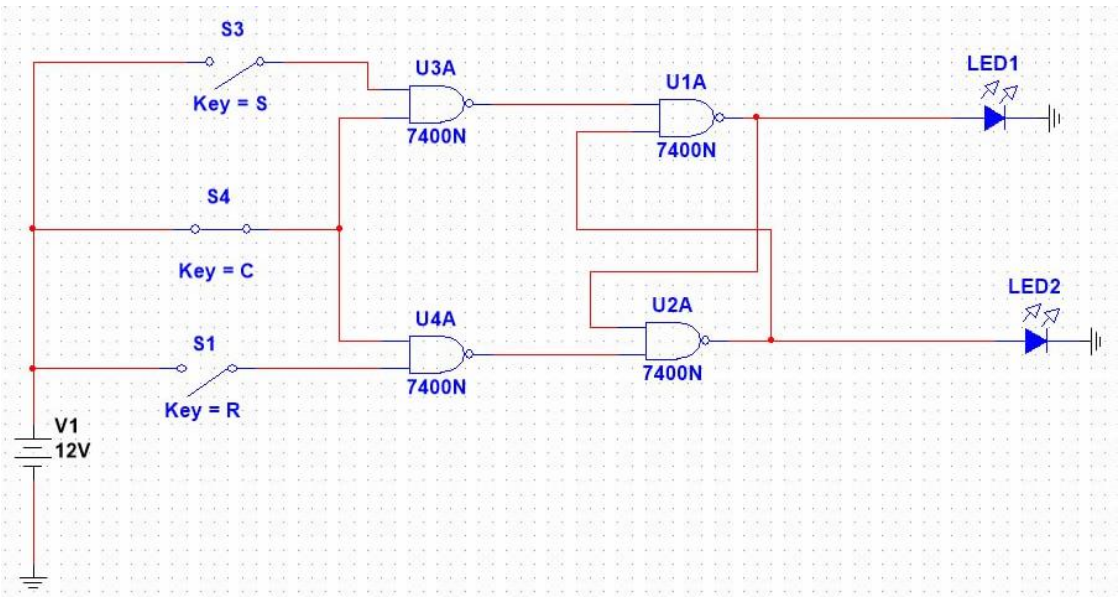 S3
Key = S
U3A
7400N
U1A
7400N
LED1
S4
Key = C
U4A
7400N
U2A
7400N
LED2
S1
Key = R
V1
12V